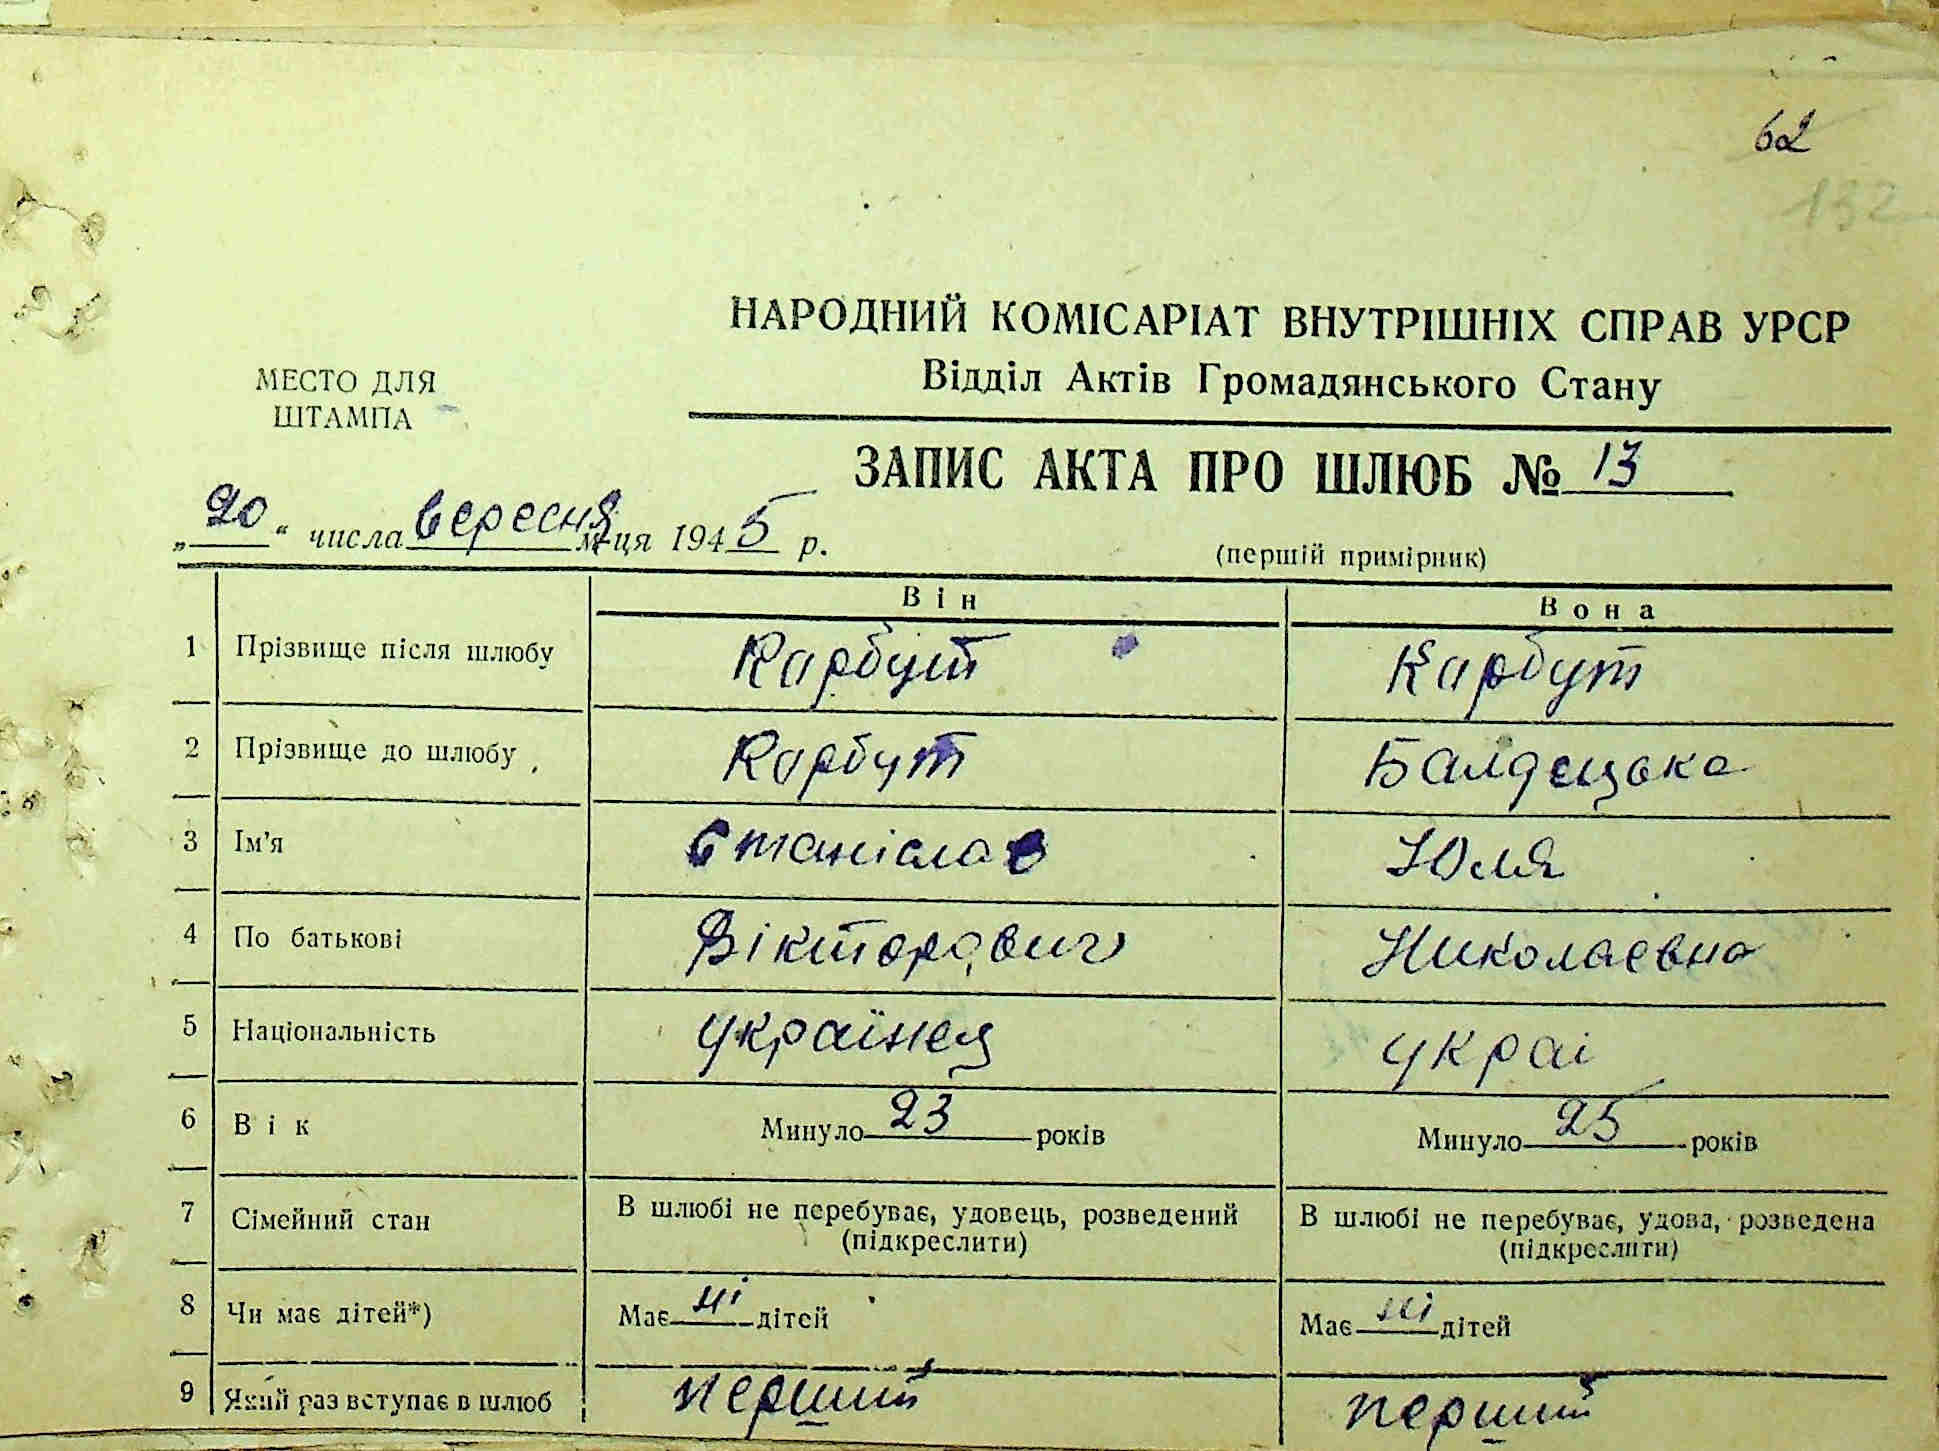 62
132
НАРОДНИЙ КОМІСАРІАТ ВНУТРІШНІХ СПРАВ УРСР
Відділ Актів Громадянського Стану
МЕСТО ДЛЯ
ШТАМПА
ЗАПИС АКТА ПРО ШЛЮБ № 13
„20“ числа вересня м-ця 1945 р.
(першій примірник)
Він Вона
1 Прізвище після шлюбу Карбут Карбут
2 Прізвище до шлюбу Карбут Балдецька
3 Ім'я Станіслав Юля
4 По батькові Вікторович Николаевна
5 Національність українец украі
6 Вік Минуло 23 років Минуло 25 років
7 Сімейний стан В шлюбі не перебуває, удовець, розведений В шлюбі не перебуває, удова, розведена
(підкреслити) (підкреслити)
8 Чи має дітей*) Має ні дітей Має ні дітей
9 Який раз вступає в шлюб перший перший